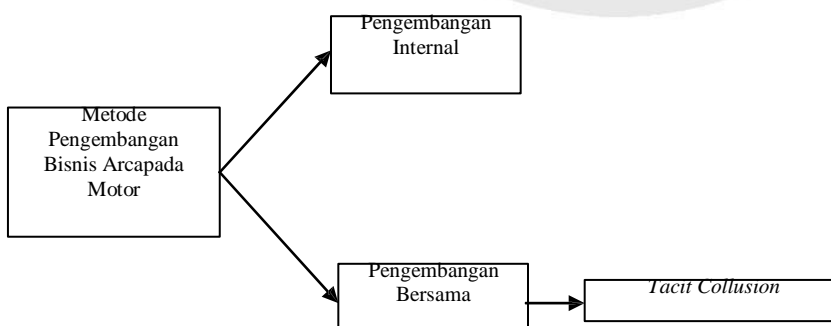 Pengembangan
Internal
Metode
Pengembangan
Bisnis Arcapada
Motor
Pengembangan
Bersama
Tacit Collusion